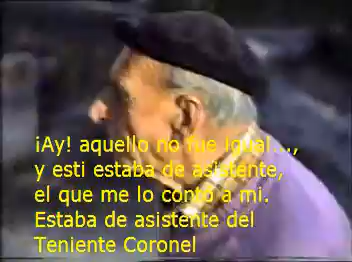 ¡Ay! aquello no fue igual...,
y esti estaba de asistente,
el que me lo contó a mi.
Estaba de asistente del
Teniente Coronel